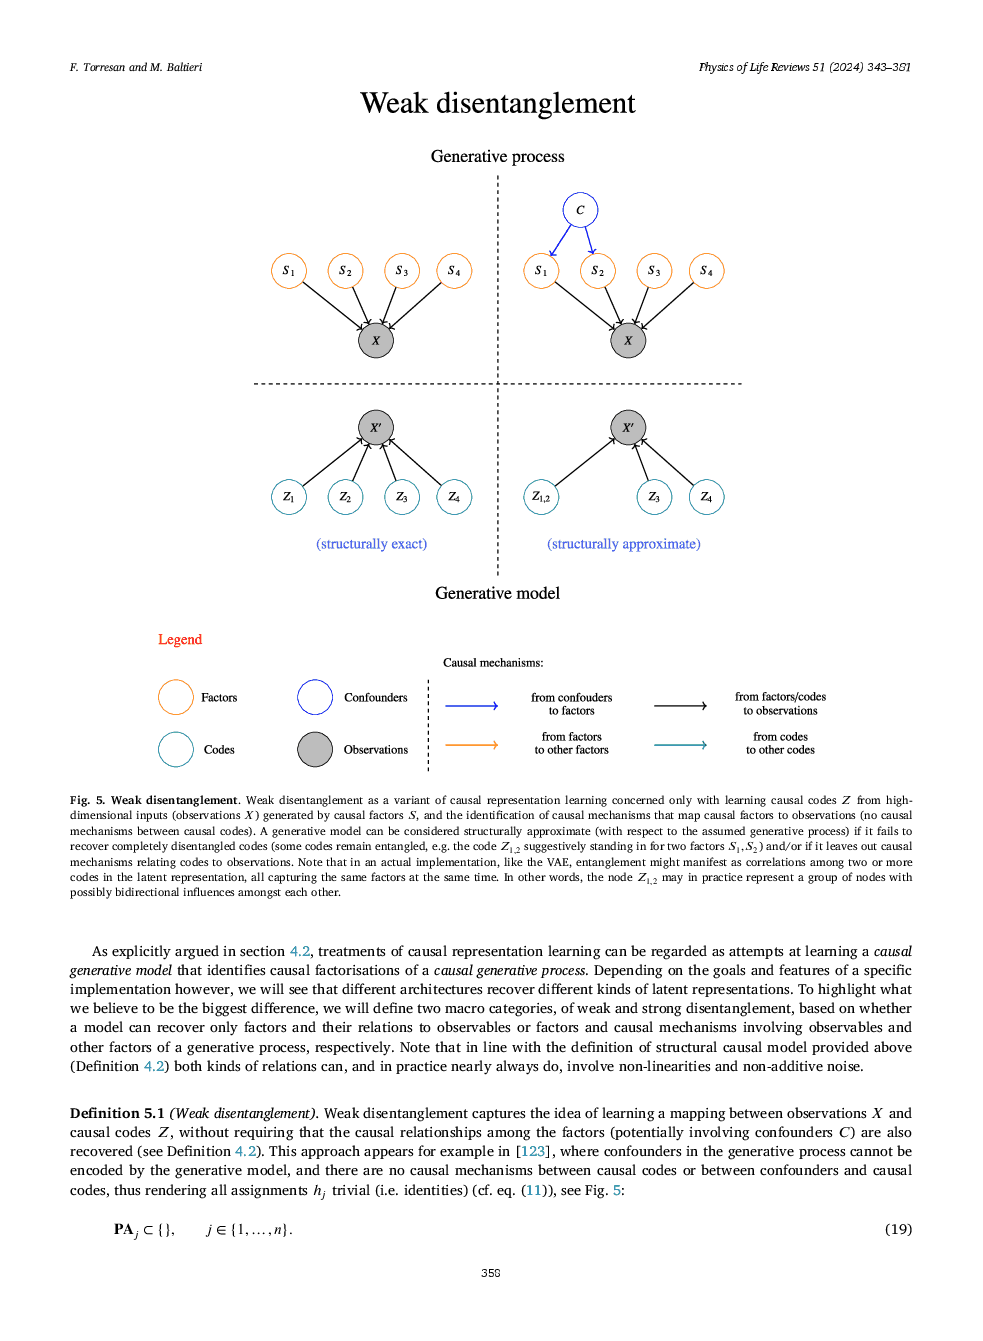 F. Torresan and M. Baltieri
Physics of Life Reviews 51 (2024) 343–381
Weak disentanglement
Generative process
C
S1 S2 S3 S4 S1 S2 S3 S4
X X
X′ X′
Z1 Z2 Z3 Z4 Z1,2 Z3 Z4
(structurally exact) (structurally approximate)
Generative model
Legend
Causal mechanisms:
Factors Confounders from confouders from factors/codes
to factors to observations
Codes Observations from factors from codes
to other factors to other codes
Fig. 5. Weak disentanglement. Weak disentanglement as a variant of causal representation learning concerned only with learning causal codes Z from high-
dimensional inputs (observations X) generated by causal factors S, and the identification of causal mechanisms that map causal factors to observations (no causal
mechanisms between causal codes). A generative model can be considered structurally approximate (with respect to the assumed generative process) if it fails to
recover completely disentangled codes (some codes remain entangled, e.g. the code Z1,2 suggestively standing in for two factors S1, S2) and/or if it leaves out causal
mechanisms relating codes to observations. Note that in an actual implementation, like the VAE, entanglement might manifest as correlations among two or more
codes in the latent representation, all capturing the same factors at the same time. In other words, the node Z1,2 may in practice represent a group of nodes with
possibly bidirectional influences amongst each other.
As explicitly argued in section 4.2, treatments of causal representation learning can be regarded as attempts at learning a causal
generative model that identifies causal factorisations of a causal generative process. Depending on the goals and features of a specific
implementation however, we will see that different architectures recover different kinds of latent representations. To highlight what
we believe to be the biggest difference, we will define two macro categories, of weak and strong disentanglement, based on whether
a model can recover only factors and their relations to observables or factors and causal mechanisms involving observables and
other factors of a generative process, respectively. Note that in line with the definition of structural causal model provided above
(Definition 4.2) both kinds of relations can, and in practice nearly always do, involve non-linearities and non-additive noise.
Definition 5.1 (Weak disentanglement). Weak disentanglement captures the idea of learning a mapping between observations X and
causal codes Z, without requiring that the causal relationships among the factors (potentially involving confounders C) are also
recovered (see Definition 4.2). This approach appears for example in [123], where confounders in the generative process cannot be
encoded by the generative model, and there are no causal mechanisms between causal codes or between confounders and causal
codes, thus rendering all assignments hj trivial (i.e. identities) (cf. eq. (11)), see Fig. 5:
PAj ⊂ {}, j ∈ {1, … , n}. (19)
358